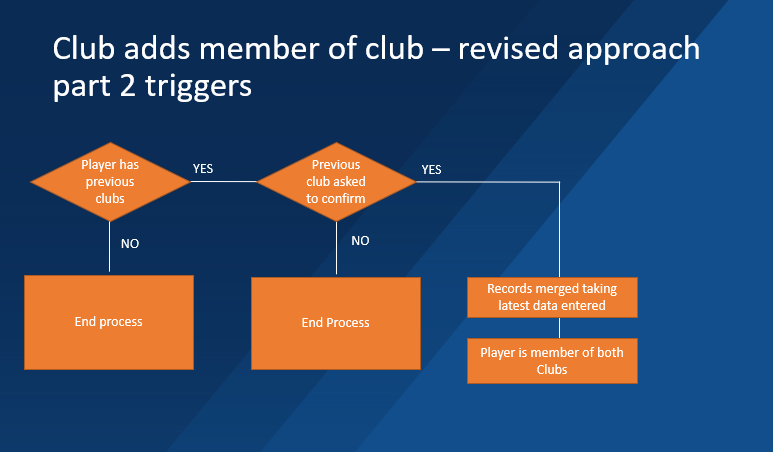 Club adds member of club – revised approach
part 2 triggers
Player has
previous
clubs
YES
Previous
club asked
to confirm
YES
NO
NO
End process
End Process
Records merged taking
latest data entered
Player is member of both
Clubs